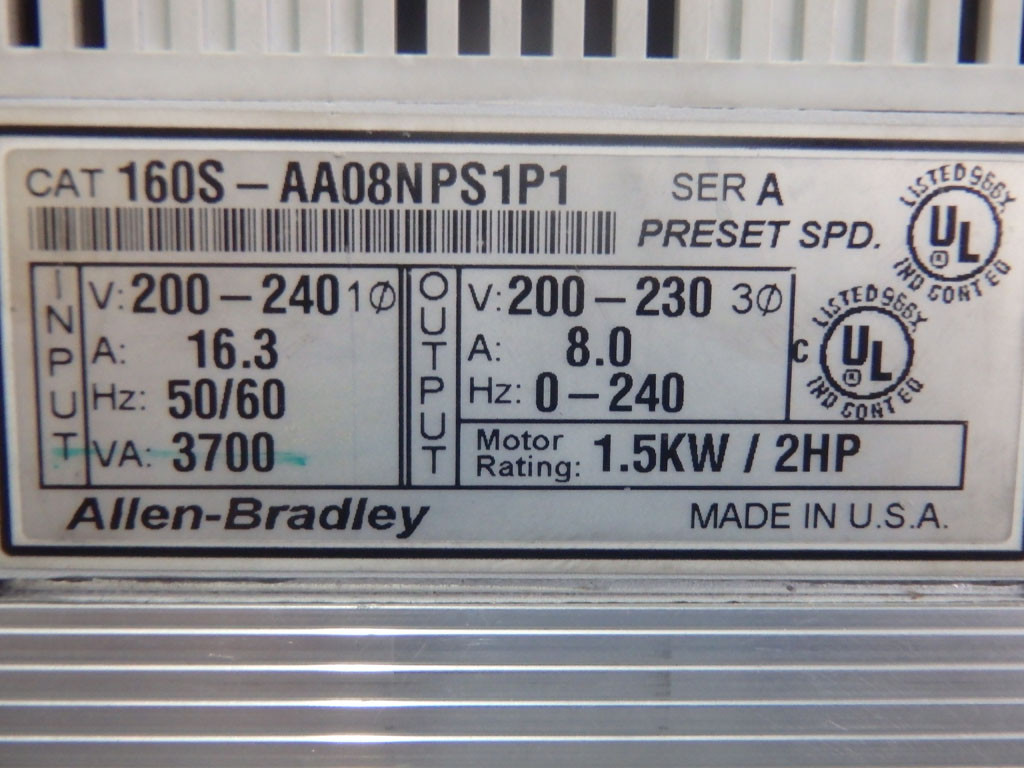 CAT 160S – AA08NPS1P1 SER A
PRESET SPD.
LISTED 966X
UL
®
IND CONT EQ
INPUT
V: 200 – 240 1Ø
A: 16.3
Hz: 50/60
VA: 3700
OUTPUT
V: 200 – 230 3Ø
A: 8.0
Hz: 0 – 240
Motor
Rating: 1.5KW / 2HP
LISTED 966X
C UL
®
IND CONT EQ
Allen-Bradley MADE IN U.S.A.